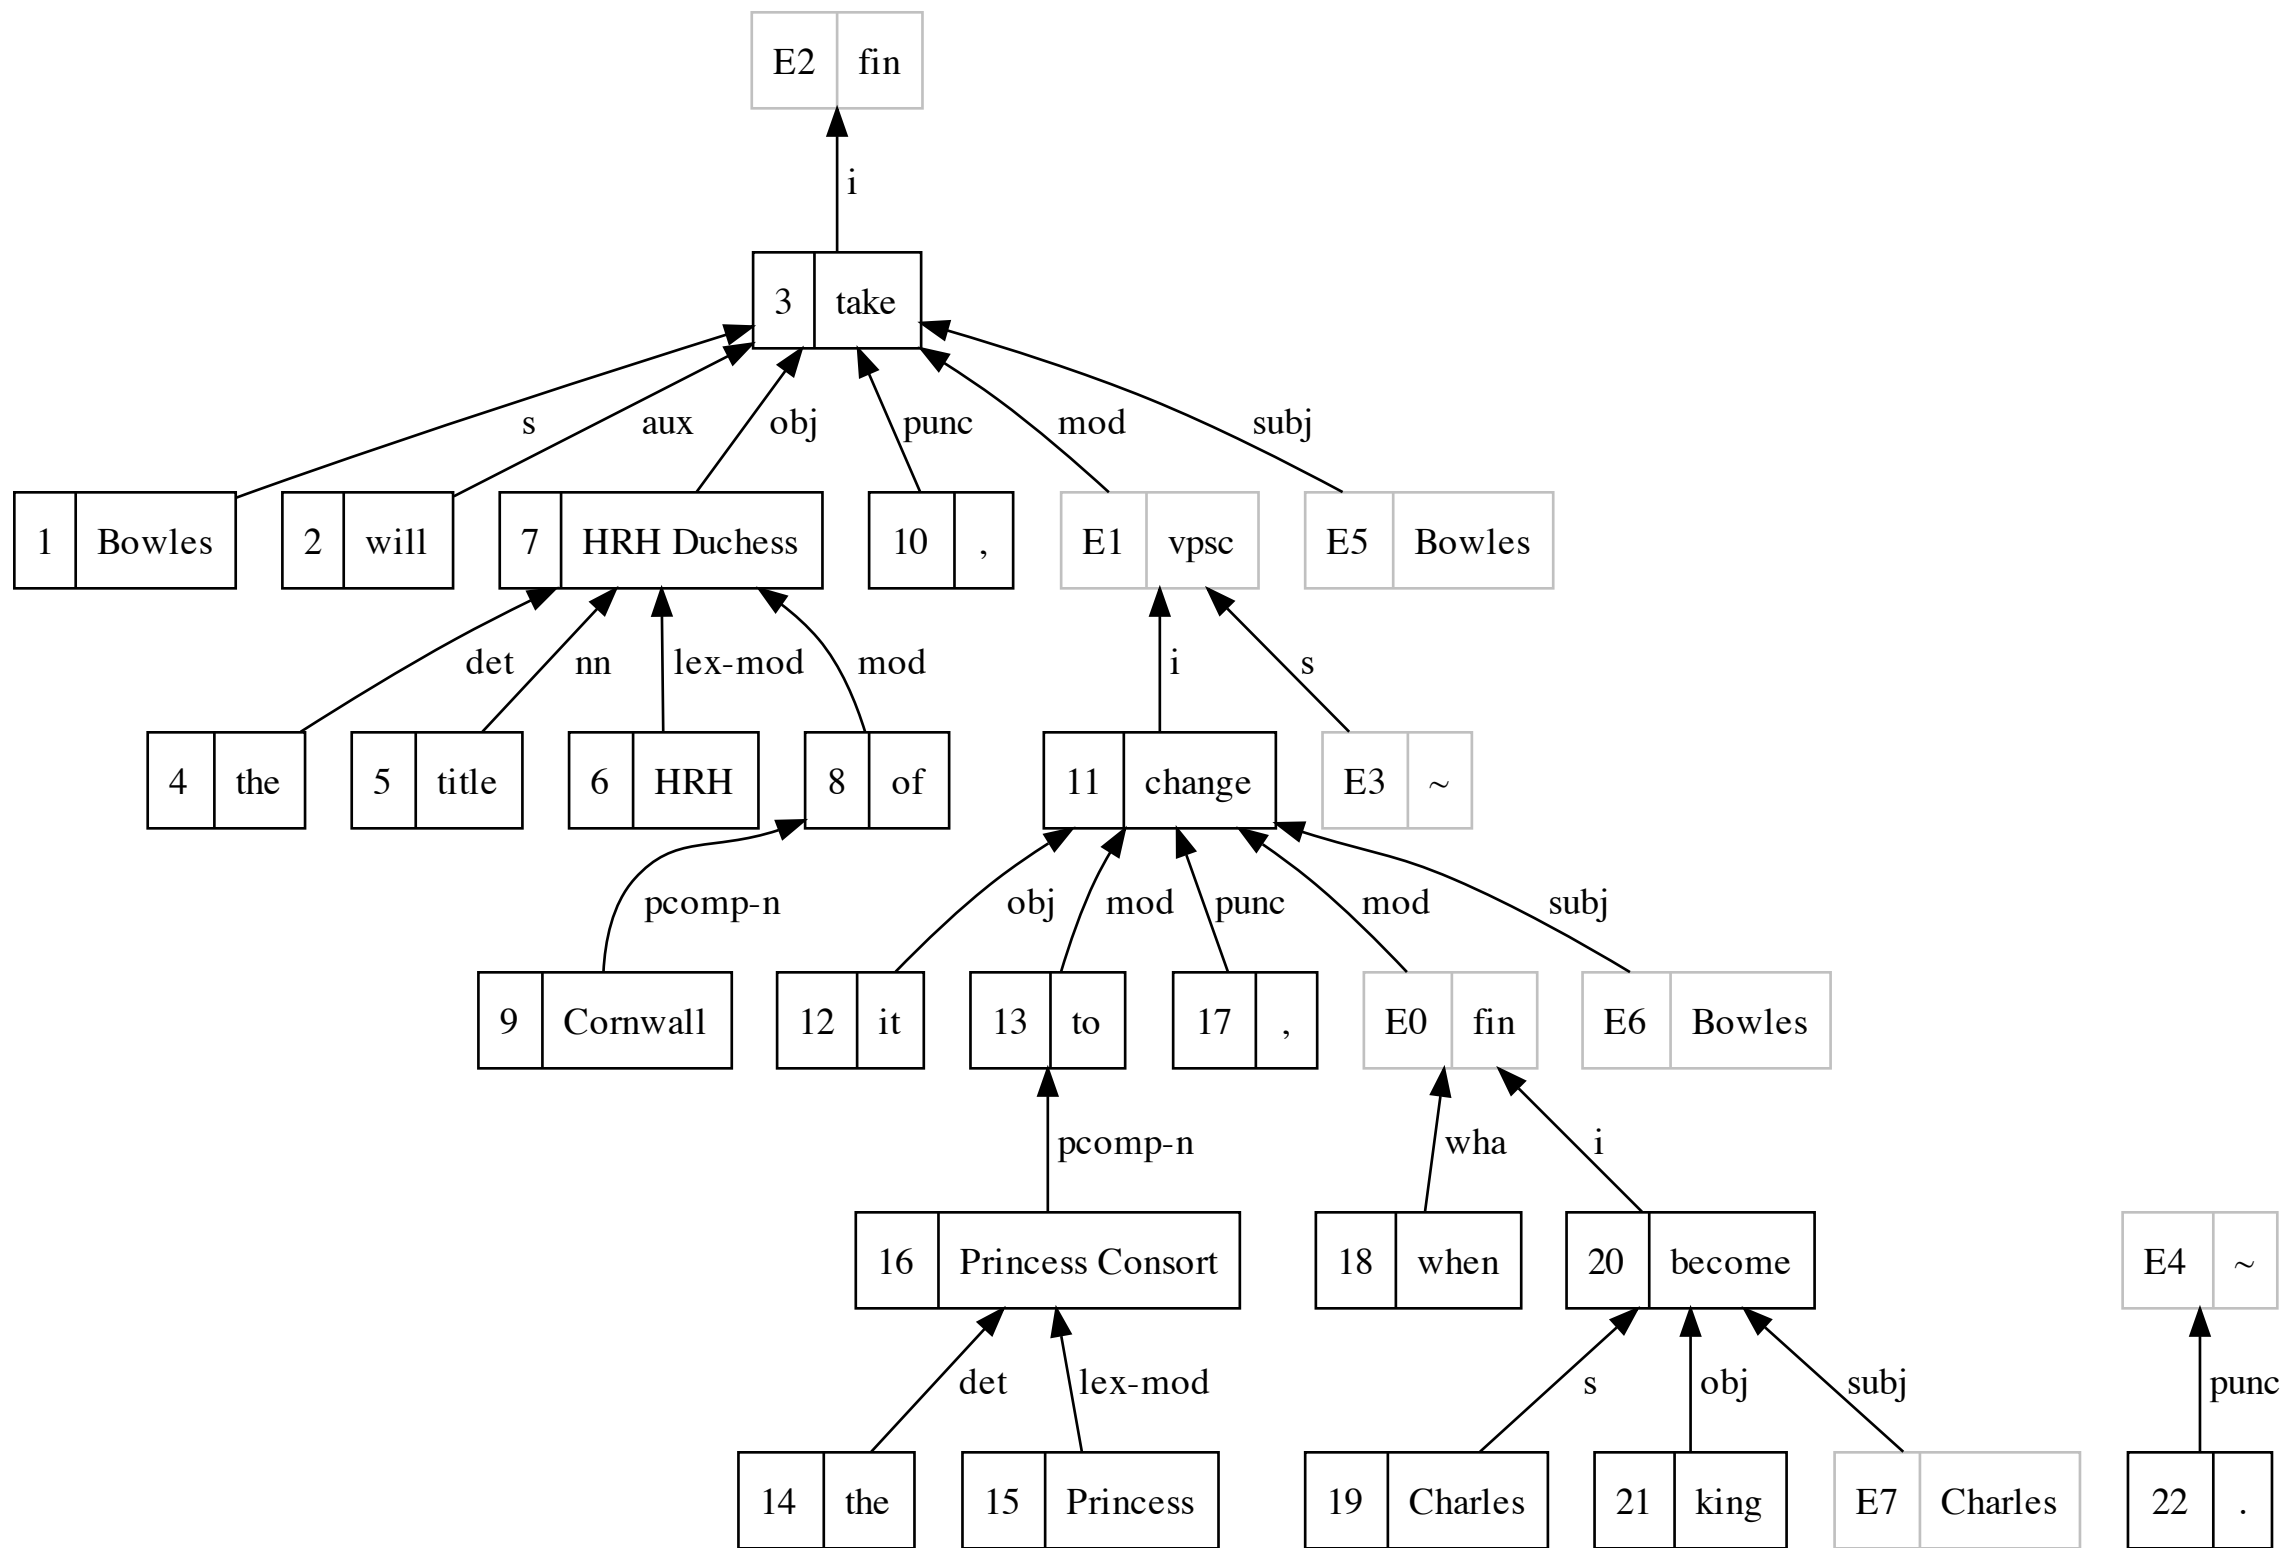 E2 fin
i
3 take
s aux obj punc mod subj
1 Bowles 2 will 7 HRH Duchess 10 , E1 vpsc E5 Bowles
det nn lex-mod mod i s
4 the 5 title 6 HRH 8 of 11 change E3 ~
pcomp-n obj mod punc mod subj
9 Cornwall 12 it 13 to 17 , E0 fin E6 Bowles
pcomp-n wha i
16 Princess Consort 18 when 20 become E4 ~
det lex-mod s obj subj punc
14 the 15 Princess 19 Charles 21 king E7 Charles 22 .